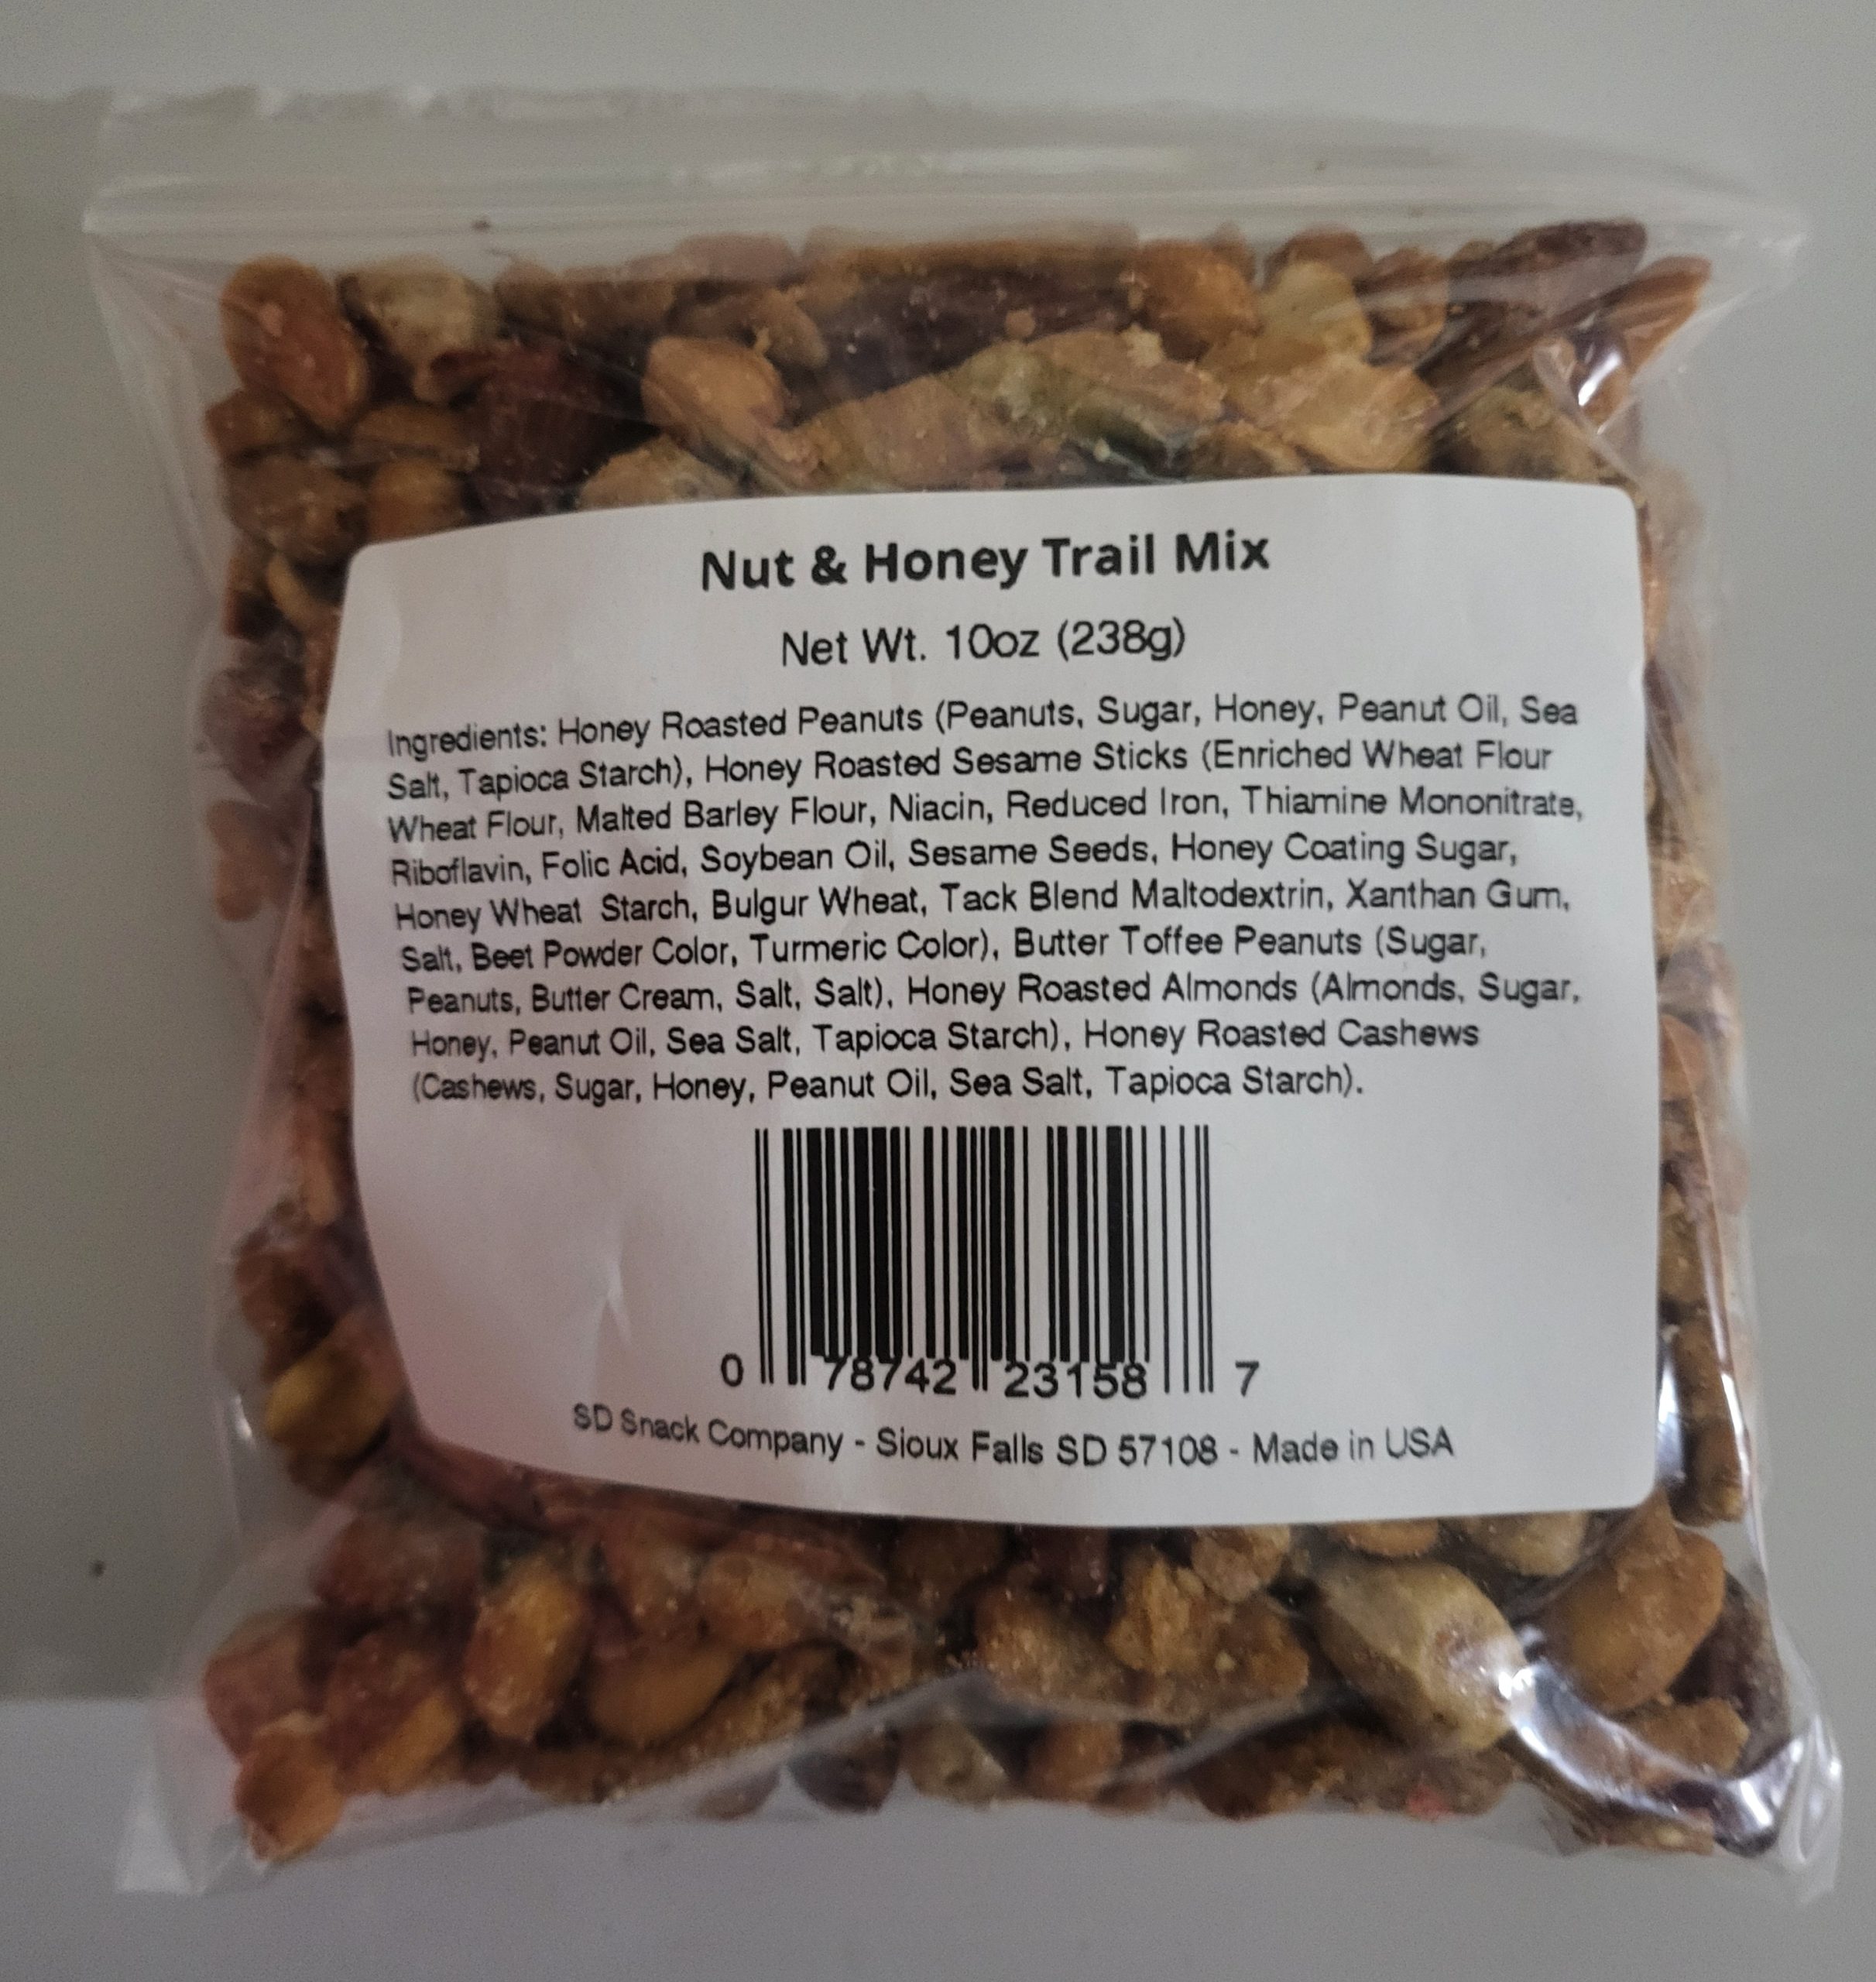 Nut & Honey Trail Mix
Net Wt. 10oz (238g)
Ingredients: Honey Roasted Peanuts (Peanuts, Sugar, Honey, Peanut Oil, Sea
Salt, Tapioca Starch), Honey Roasted Sesame Sticks (Enriched Wheat Flour
Wheat Flour, Malted Barley Flour, Niacin, Reduced Iron, Thiamine Mononitrate,
Riboflavin, Folic Acid, Soybean Oil, Sesame Seeds, Honey Coating Sugar,
Honey Wheat Starch, Bulgur Wheat, Tack Blend Maltodextrin, Xanthan Gum,
Salt, Beet Powder Color, Turmeric Color), Butter Toffee Peanuts (Sugar,
Peanuts, Butter Cream, Salt, Salt), Honey Roasted Almonds (Almonds, Sugar,
Honey, Peanut Oil, Sea Salt, Tapioca Starch), Honey Roasted Cashews
(Cashews, Sugar, Honey, Peanut Oil, Sea Salt, Tapioca Starch).
0 78742 23158 7
SD Snack Company - Sioux Falls SD 57108 - Made in USA